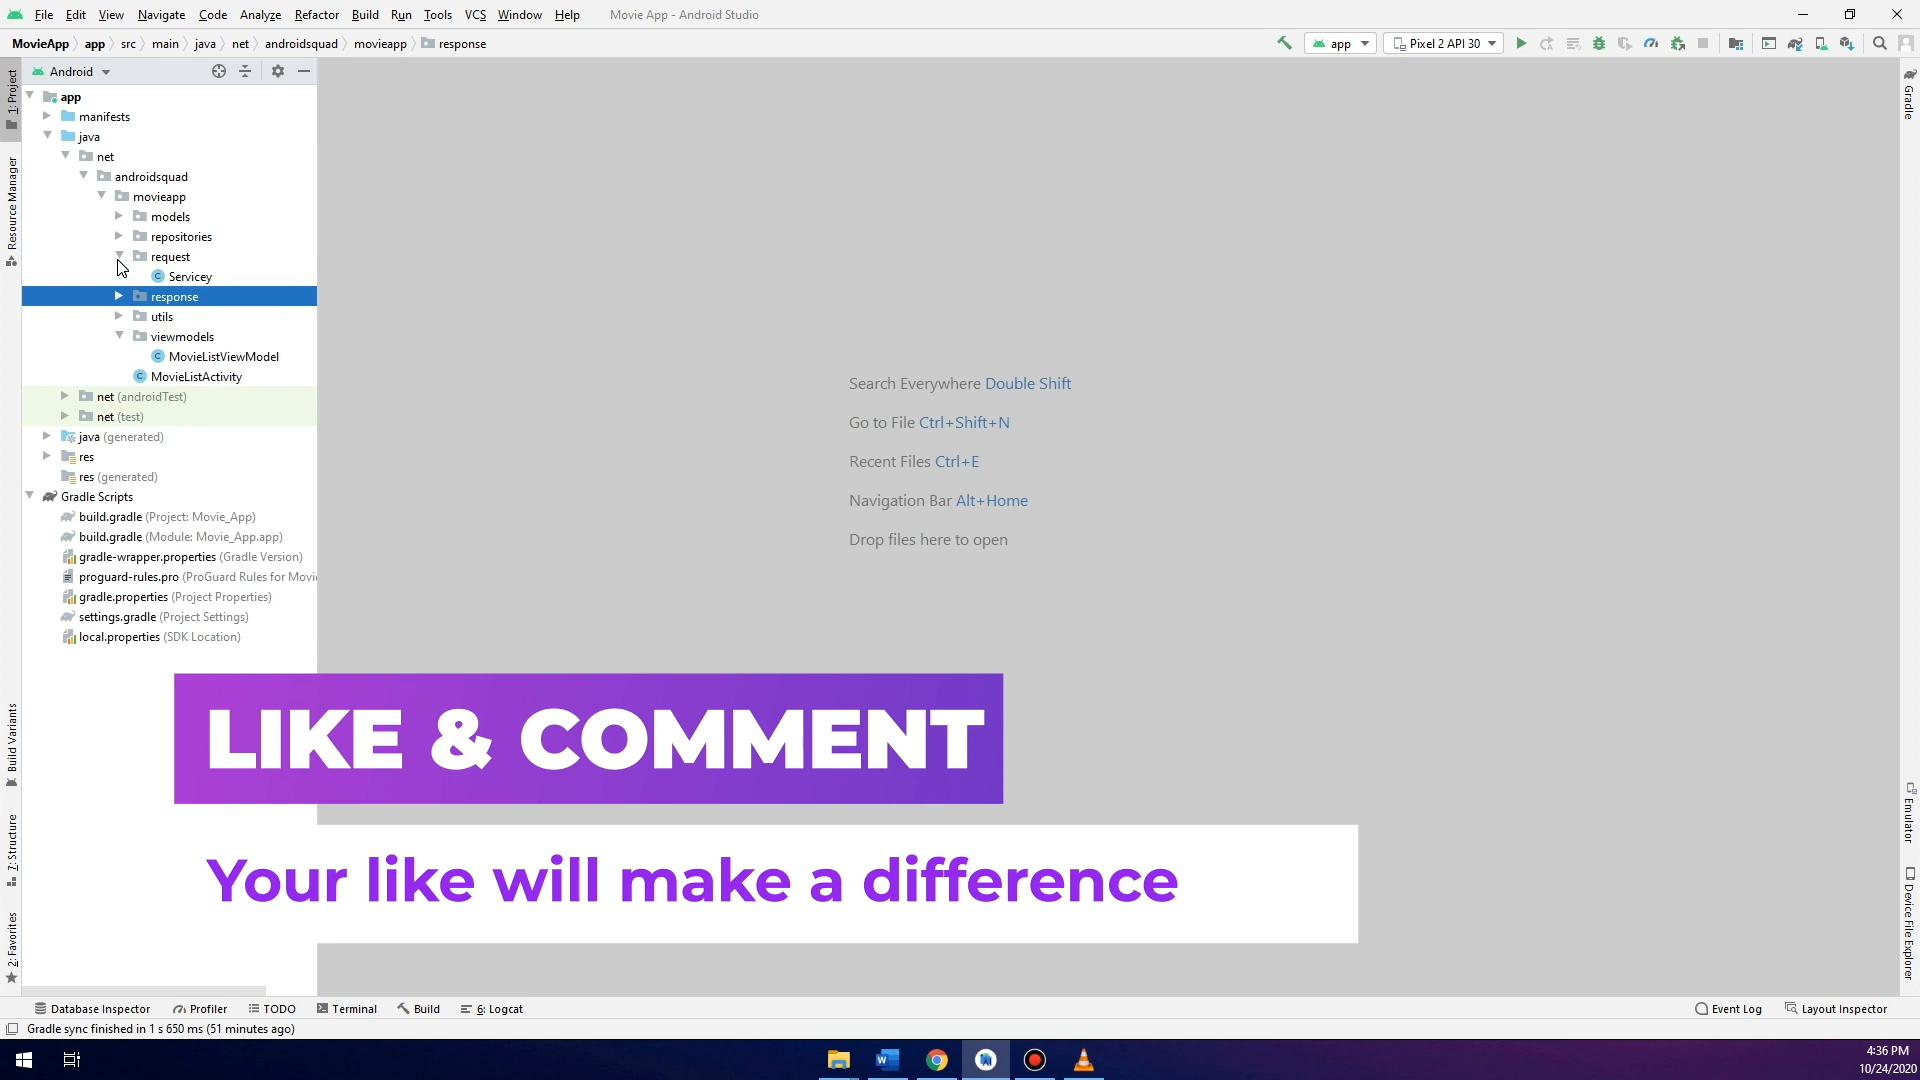 File Edit View Navigate Code Analyze Refactor Build Run Tools VCS Window Help Movie App - Android Studio
MovieApp app src main java net androidsquad movieapp response app Pixel 2 API 30
Android
1: Project
Resource Manager
Build Variants
7: Structure
2: Favorites
app
manifests
java
net
androidsquad
movieapp
models
repositories
request
Servicey
response
utils
viewmodels
MovieListViewModel
MovieListActivity
net (androidTest)
net (test)
java (generated)
res
res (generated)
Gradle Scripts
build.gradle (Project: Movie_App)
build.gradle (Module: Movie_App.app)
gradle-wrapper.properties (Gradle Version)
proguard-rules.pro (ProGuard Rules for Movi
gradle.properties (Project Properties)
settings.gradle (Project Settings)
local.properties (SDK Location)
Search Everywhere Double Shift
Go to File Ctrl+Shift+N
Recent Files Ctrl+E
Navigation Bar Alt+Home
Drop files here to open
LIKE & COMMENT
Your like will make a difference
Gradle
Emulator
Device File Explorer
Database Inspector Profiler TODO Terminal Build 6: Logcat Event Log Layout Inspector
Gradle sync finished in 1 s 650 ms (51 minutes ago)
4:36 PM
10/24/2020